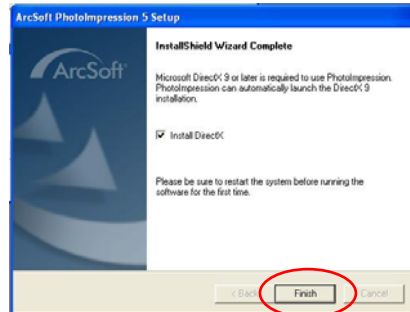 ArcSoft PhotoImpression 5 Setup
InstallShield Wizard Complete
ArcSoft
Microsoft DirectX 9 or later is required to use PhotoImpression.
PhotoImpression can automatically launch the DirectX 9
installation.
Install DirectX
Please be sure to restart the system before running the
software for the first time.
< Back
Finish
Cancel